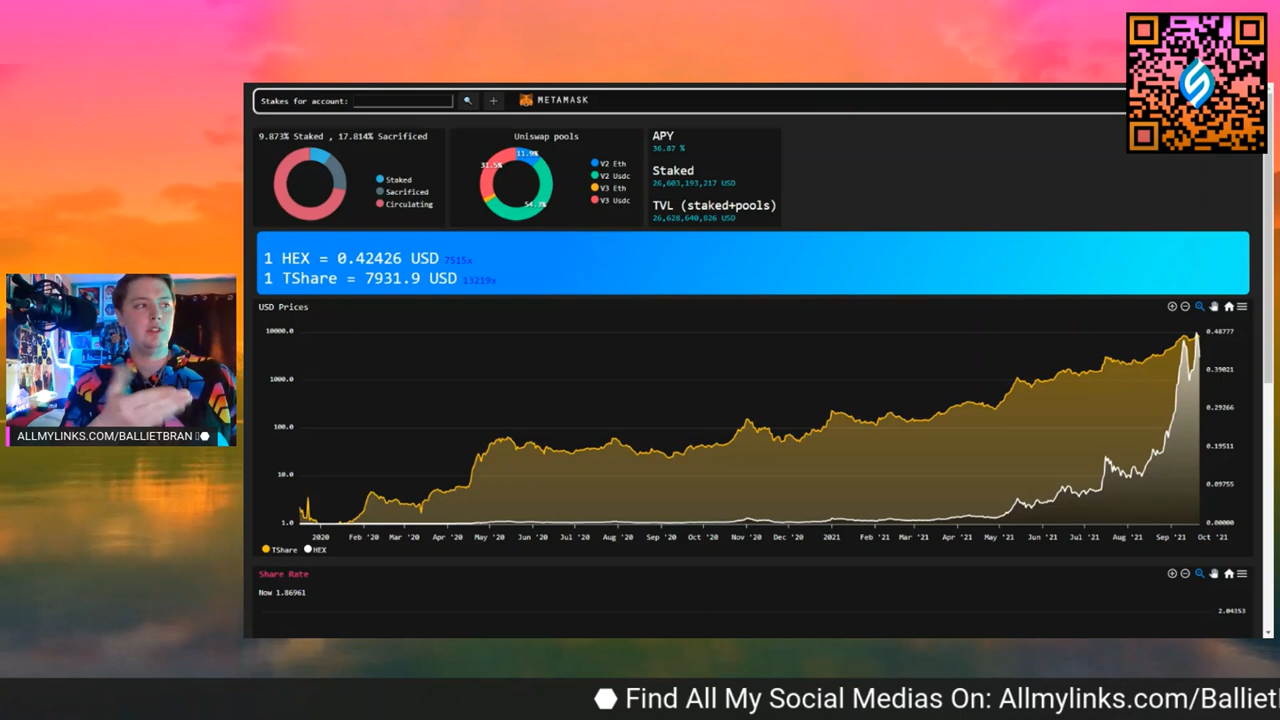 Stakes for account:
+
METAMASK
9.873% Staked , 17.814% Sacrificed
Staked
Sacrificed
Circulating
Uniswap pools
11.9%
31.5%
54.3%
V2 Eth
V2 Usdc
V3 Eth
V3 Usdc
APY
36.87 %
Staked
26,603,193,217 USD
TVL (staked+pools)
26,628,640,826 USD
1 HEX = 0.42426 USD 7515x
1 TShare = 7931.9 USD 13219x
USD Prices
10000.0
1000.0
100.0
10.0
1.0
0.48777
0.39021
0.29266
0.19511
0.09755
0.00000
2020 Feb '20 Mar '20 Apr '20 May '20 Jun '20 Jul '20 Aug '20 Sep '20 Oct '20 Nov '20 Dec '20 2021 Feb '21 Mar '21 Apr '21 May '21 Jun '21 Jul '21 Aug '21 Sep '21 Oct '21
TShare HEX
Share Rate
Now 1.86961
2.04353
ALLMYLINKS.COM/BALLIETBRAN
Find All My Social Medias On: Allmylinks.com/Balliet